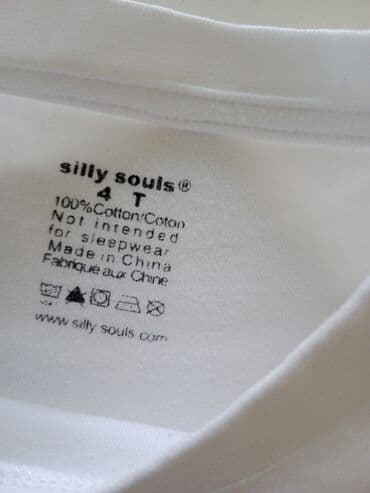 silly souls®
4 T
100%Cotton/Coton
Not intended
for sleepwear
Made in China
Fabriqué aux Chine
www silly souls com